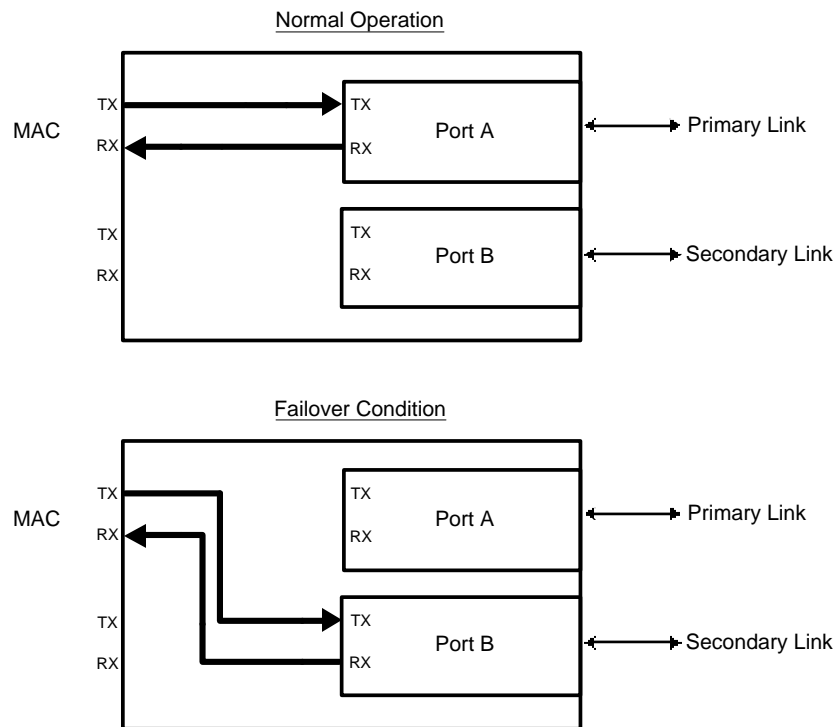 Normal Operation
TX
TX
MAC
Port A
Primary Link
RX
RX
TX
TX
Port B
Secondary Link
RX
RX
Failover Condition
TX
TX
MAC
Port A
Primary Link
RX
RX
TX
TX
Port B
Secondary Link
RX
RX